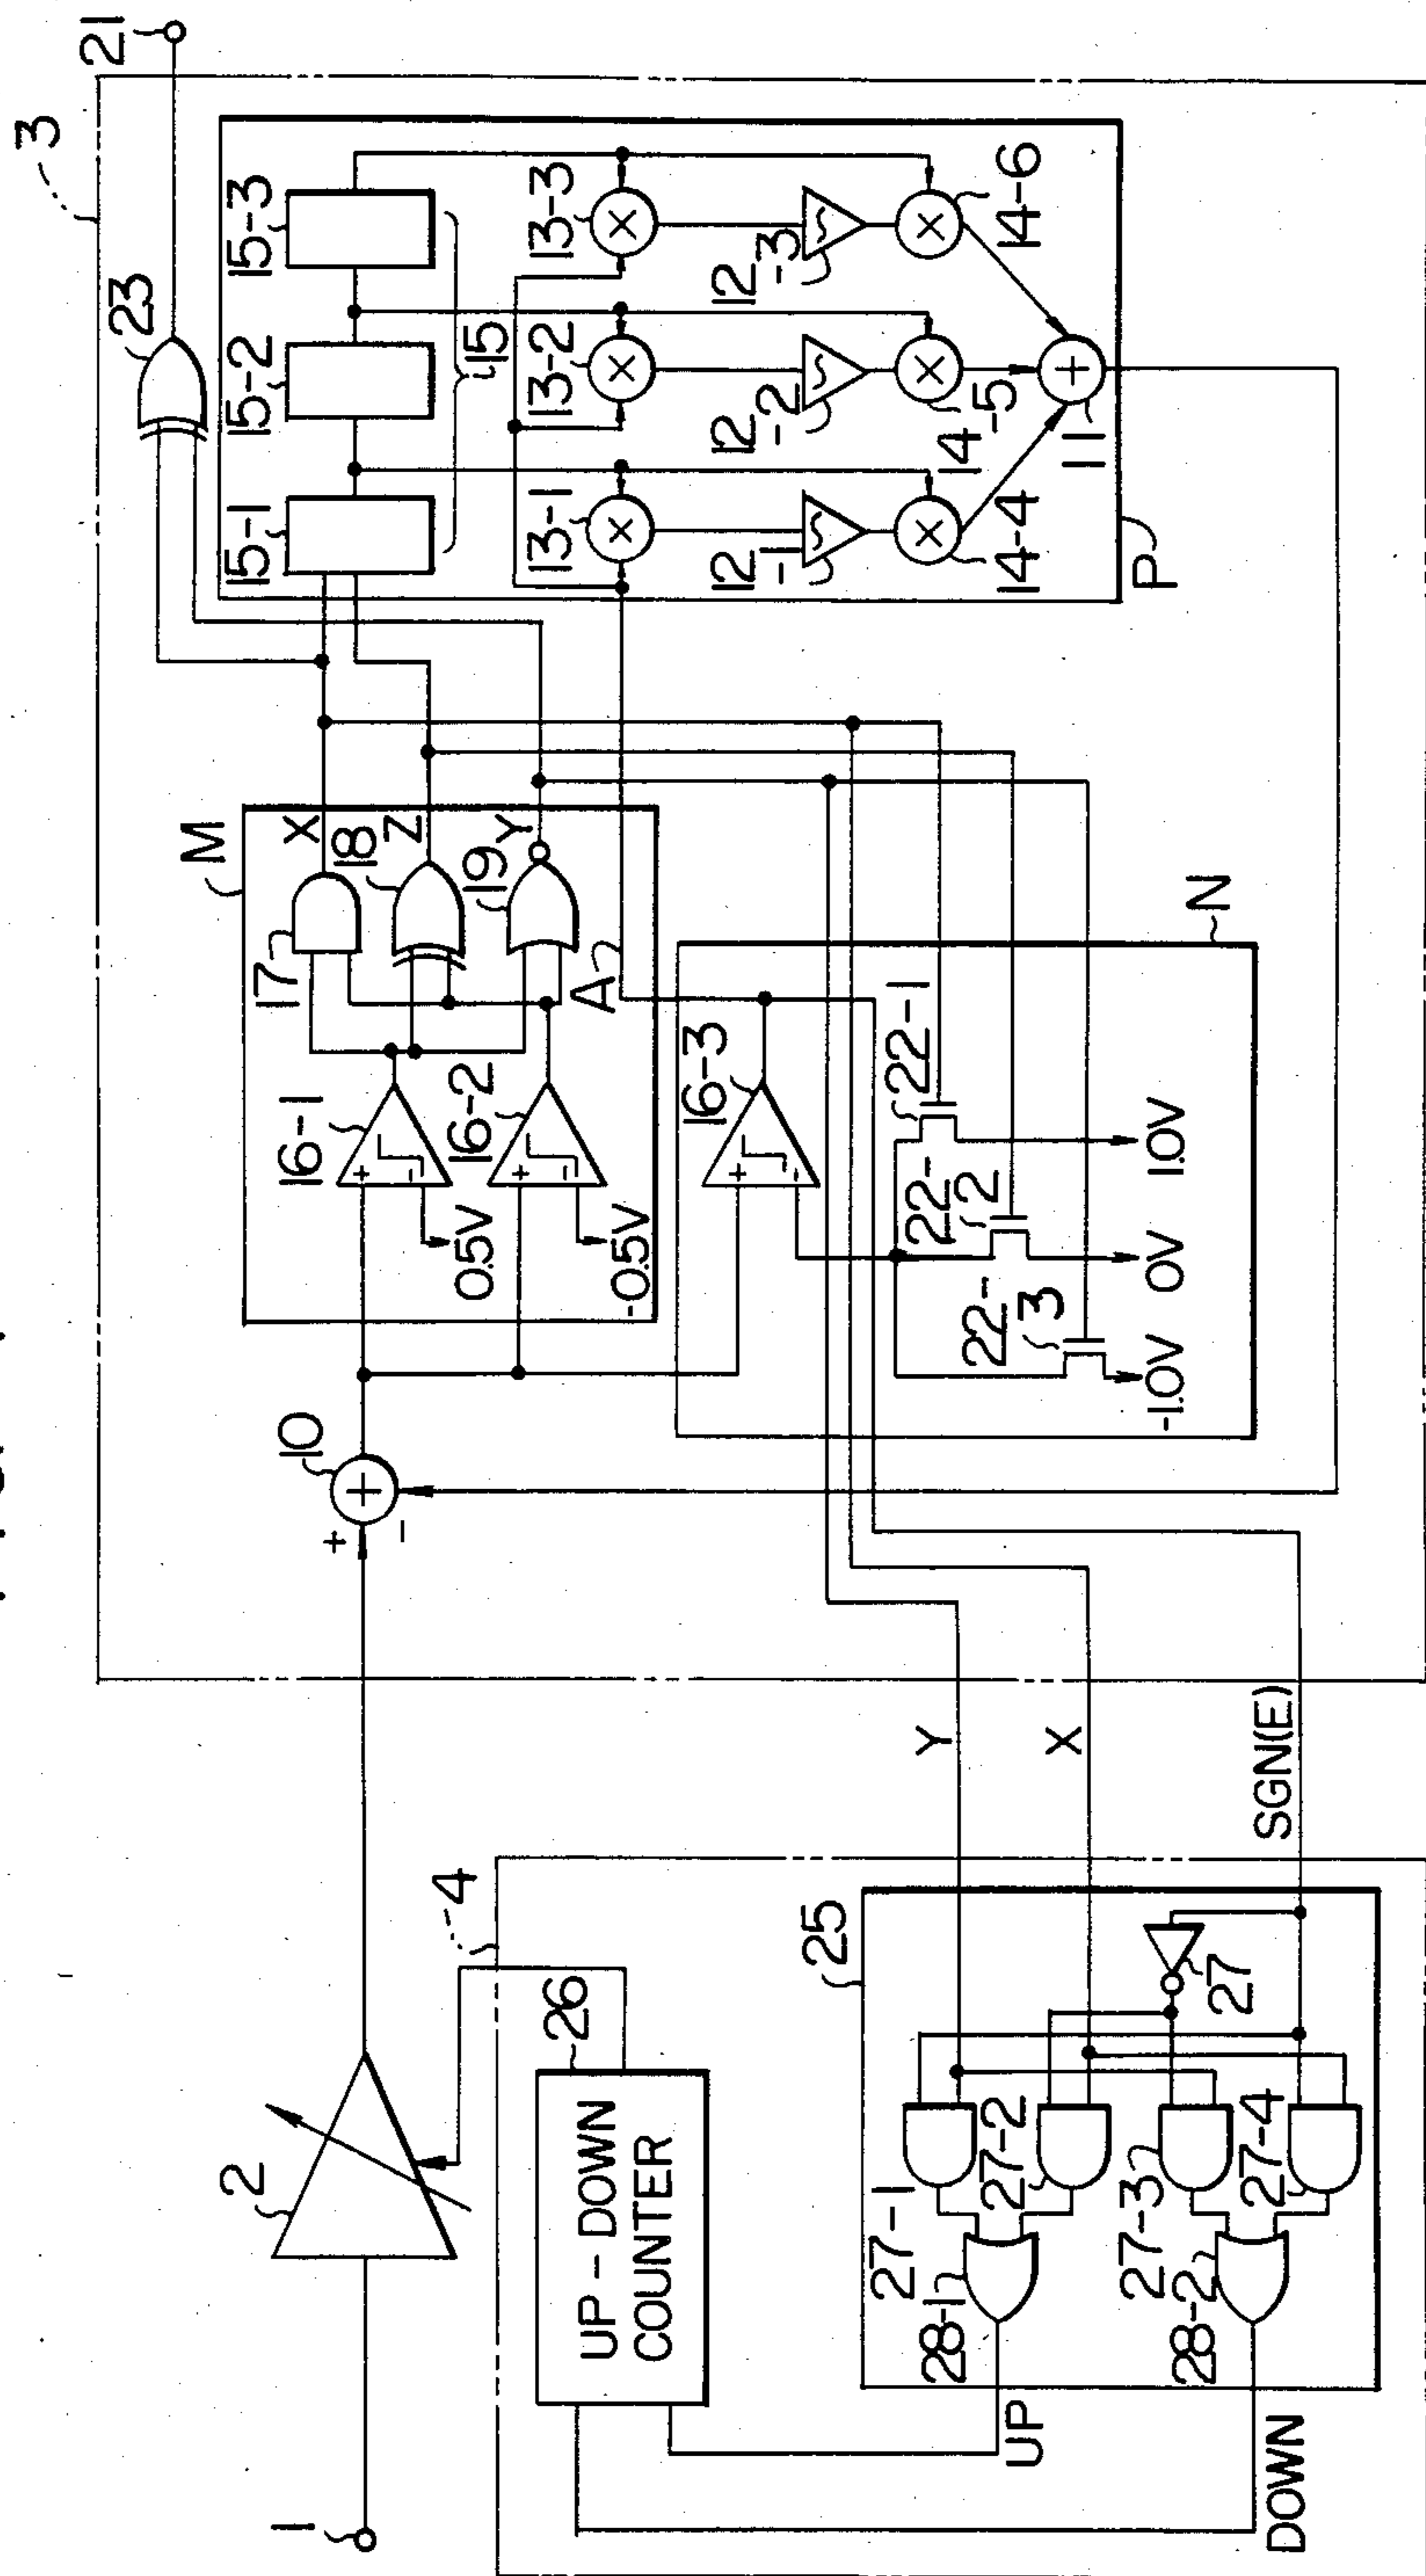 1
2
3
4
10
+
-
M
16-1
+
-
0.5V
16-2
+
-
-0.5V
17
X
18
Z
19
Y
A
23
21
15-1
15-2
15-3
15
13-1
13-2
13-3
12-1
12-2
12-3
14-4
14-5
14-6
11
P
N
16-3
+
-
22-1
22-2
22-3
-1.0V
0V
1.0V
Y
X
SGN(E)
26
UP-DOWN
COUNTER
25
27
27-1
27-2
27-3
27-4
28-1
28-2
UP
DOWN